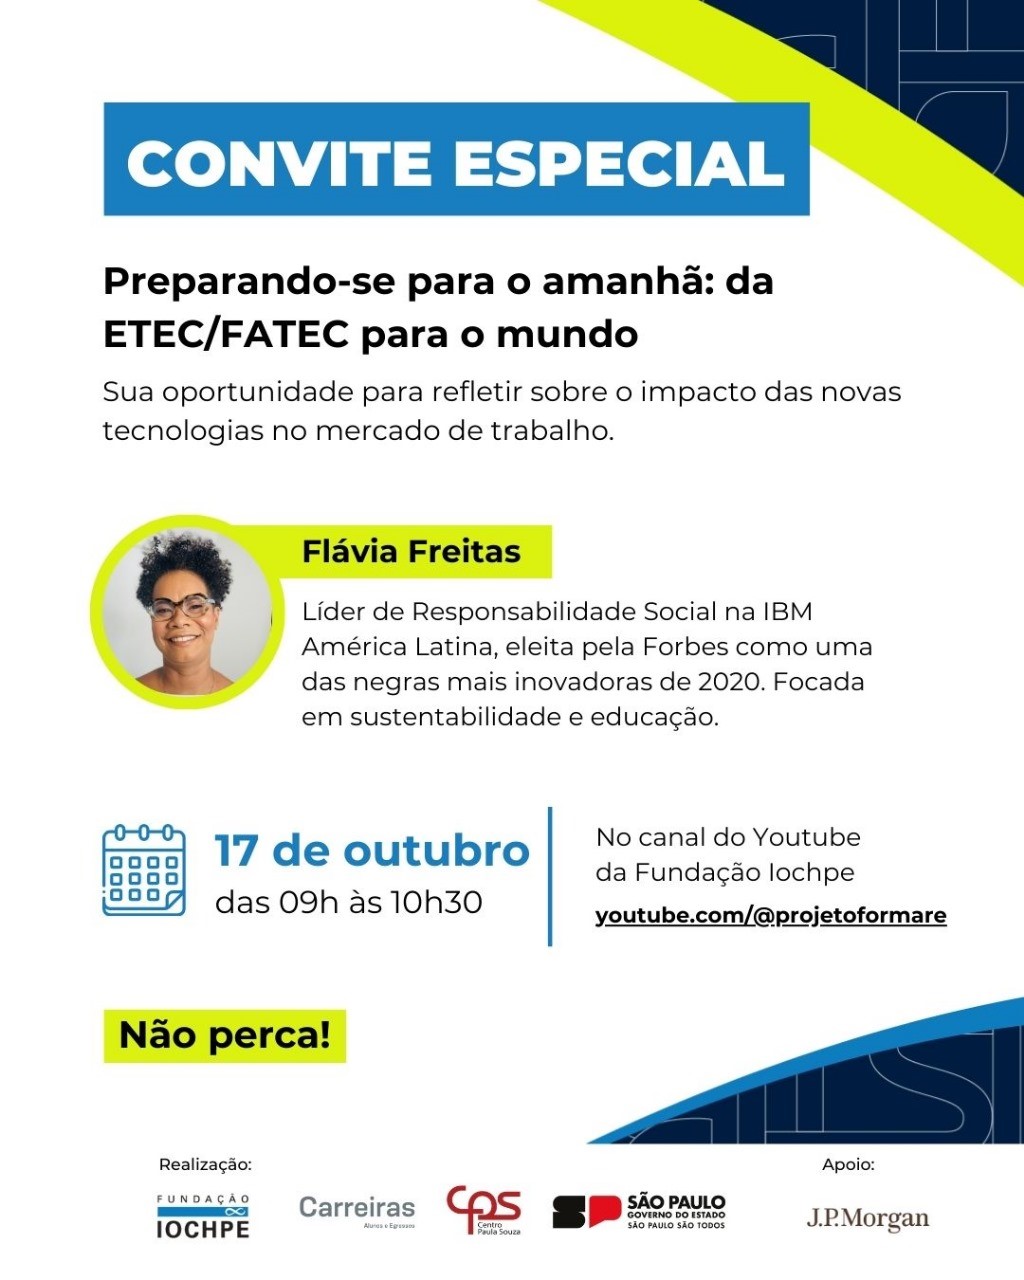 CONVITE ESPECIAL
Preparando-se para o amanhã: da
ETEC/FATEC para o mundo
Sua oportunidade para refletir sobre o impacto das novas
tecnologias no mercado de trabalho.
Flávia Freitas
Líder de Responsabilidade Social na IBM
América Latina, eleita pela Forbes como uma
das negras mais inovadoras de 2020. Focada
em sustentabilidade e educação.
17 de outubro
das 09h às 10h30
No canal do Youtube
da Fundação Iochpe
youtube.com/@projetoformare
Não perca!
Realização:
FUNDAÇÃO
IOCHPE
Carreiras
Alunos e Egressos
CPS
Centro
Paula Souza
SP
SÃO PAULO
GOVERNO DO ESTADO
SÃO PAULO SÃO TODOS
Apoio:
J.P.Morgan